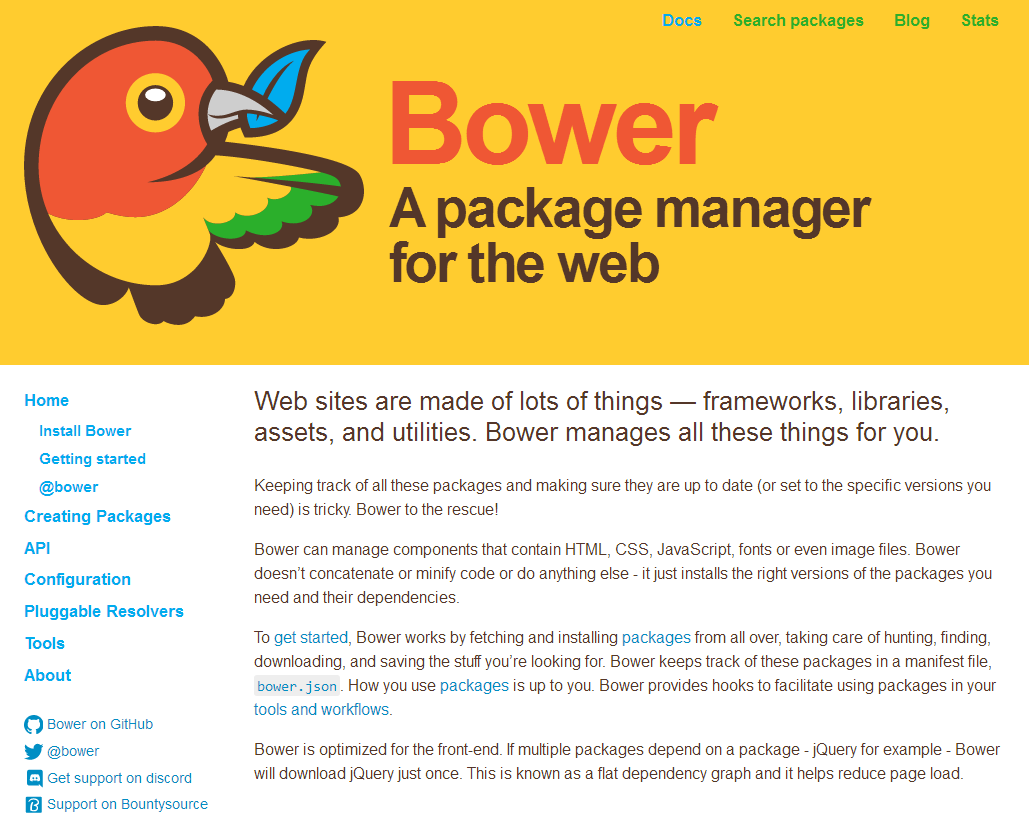 Docs Search packages Blog Stats
Bower
A package manager
for the web
Home
Install Bower
Getting started
@bower
Creating Packages
API
Configuration
Pluggable Resolvers
Tools
About
Bower on GitHub
@bower
Get support on discord
Support on Bountysource
Web sites are made of lots of things — frameworks, libraries,
assets, and utilities. Bower manages all these things for you.
Keeping track of all these packages and making sure they are up to date (or set to the specific versions you
need) is tricky. Bower to the rescue!
Bower can manage components that contain HTML, CSS, JavaScript, fonts or even image files. Bower
doesn’t concatenate or minify code or do anything else - it just installs the right versions of the packages you
need and their dependencies.
To get started, Bower works by fetching and installing packages from all over, taking care of hunting, finding,
downloading, and saving the stuff you’re looking for. Bower keeps track of these packages in a manifest file,
bower.json. How you use packages is up to you. Bower provides hooks to facilitate using packages in your
tools and workflows.
Bower is optimized for the front-end. If multiple packages depend on a package - jQuery for example - Bower
will download jQuery just once. This is known as a flat dependency graph and it helps reduce page load.